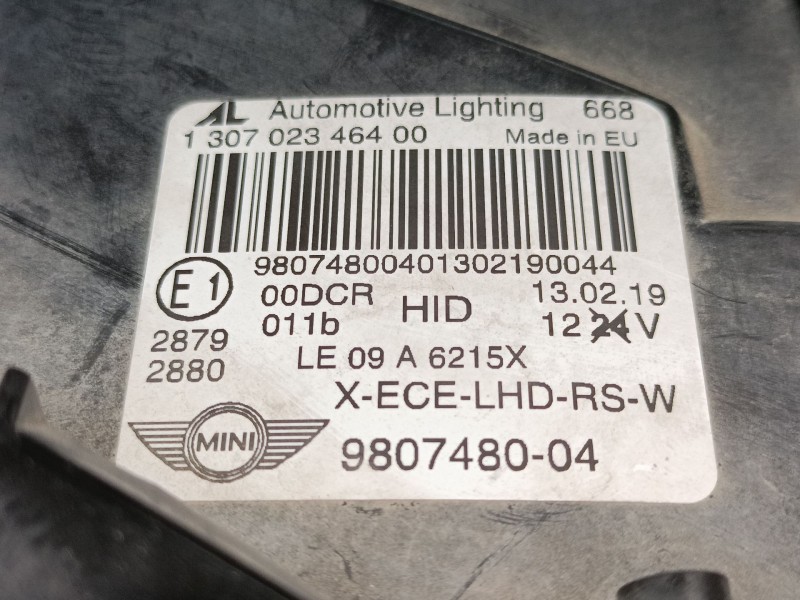 AL Automotive Lighting 668
1 307 023 464 00 Made in EU
98074800401302190044
E1 00DCR HID 13.02.19
011b 12 24 V
2879
2880
LE 09 A 6215X
X-ECE-LHD-RS-W
MINI
9807480-04